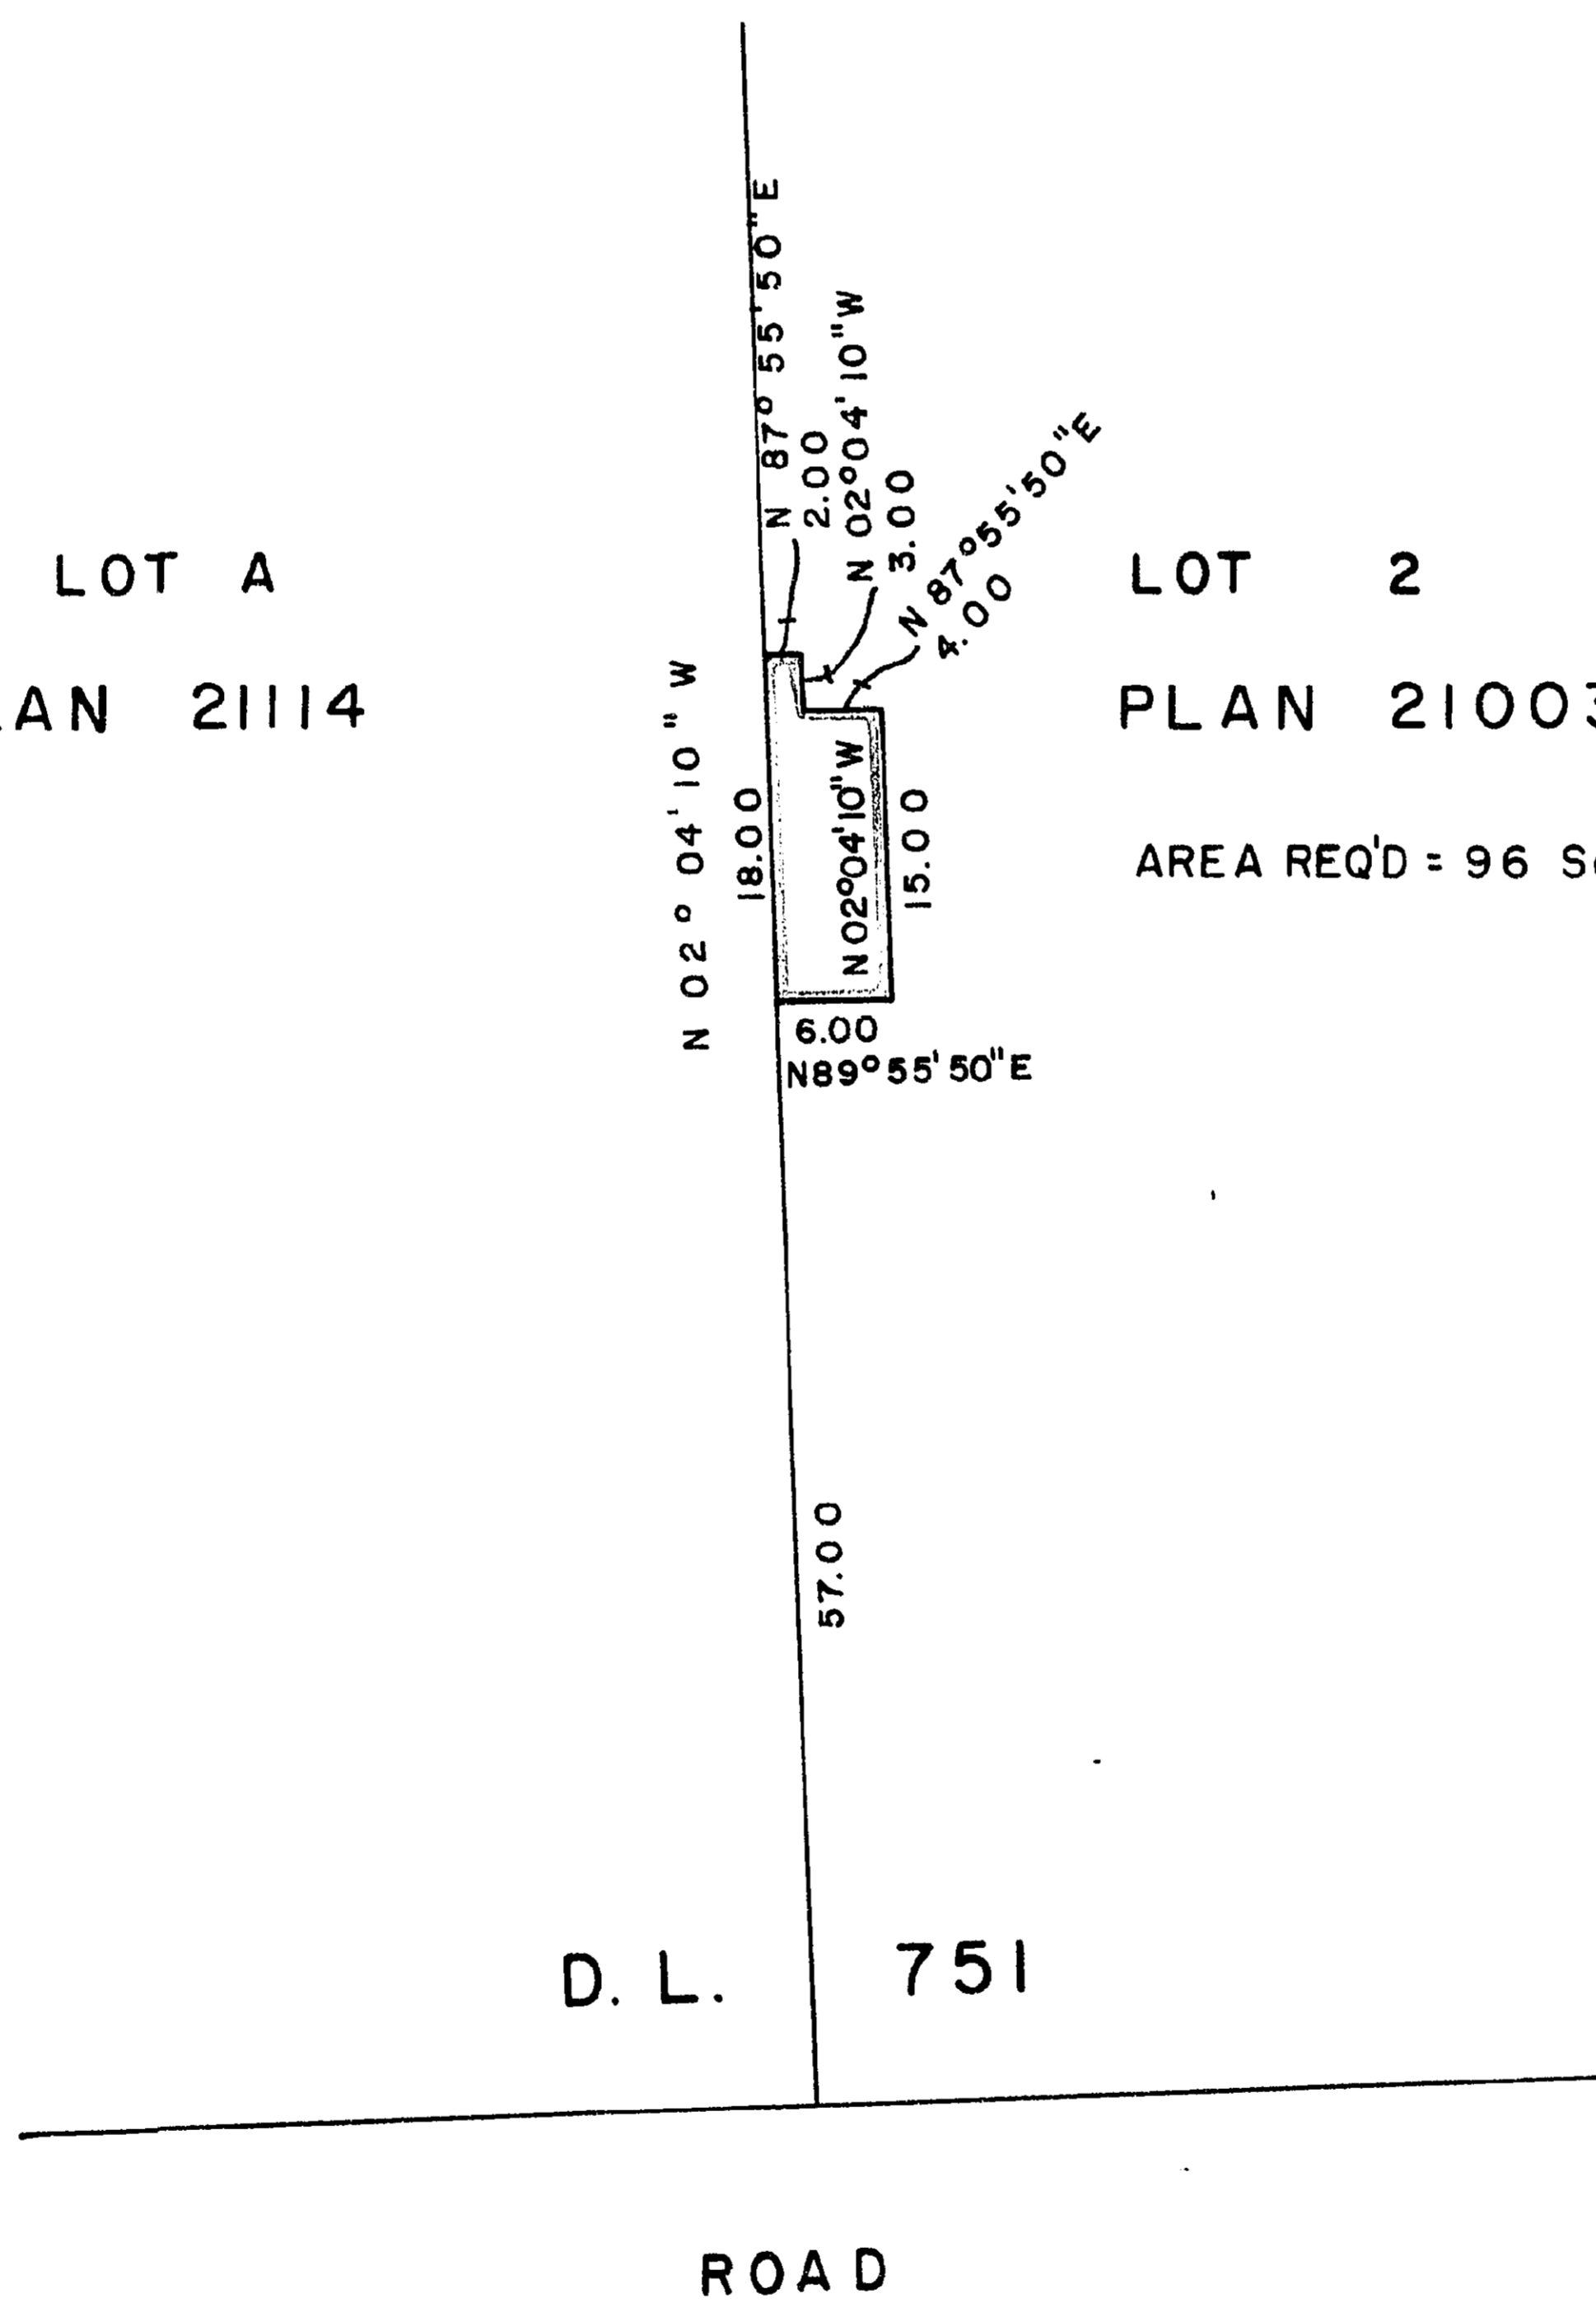 N 87° 55' 50" E
2.00
N 02° 04' 10" W
3.00
N 87° 55' 50" E
4.00
LOT A
LOT 2
AN 21114
PLAN 21003
N 02° 04' 10" W
18.00
N 02° 04' 10" W
15.00
AREA REQ'D = 96
6.00
N89° 55' 50" E
57.00
D. L. 751
ROAD